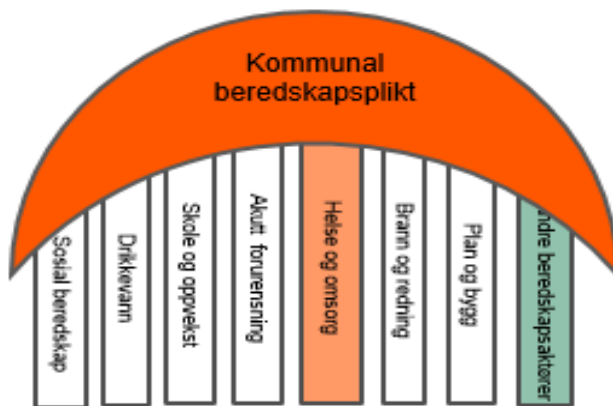 Kommunal
beredskapsplikt
Sosial beredskap
Drikkevann
Skole og oppvekst
Akutt forurensning
Helse og omsorg
Brann og redning
Plan og bygg
ndre beredskapsaktører